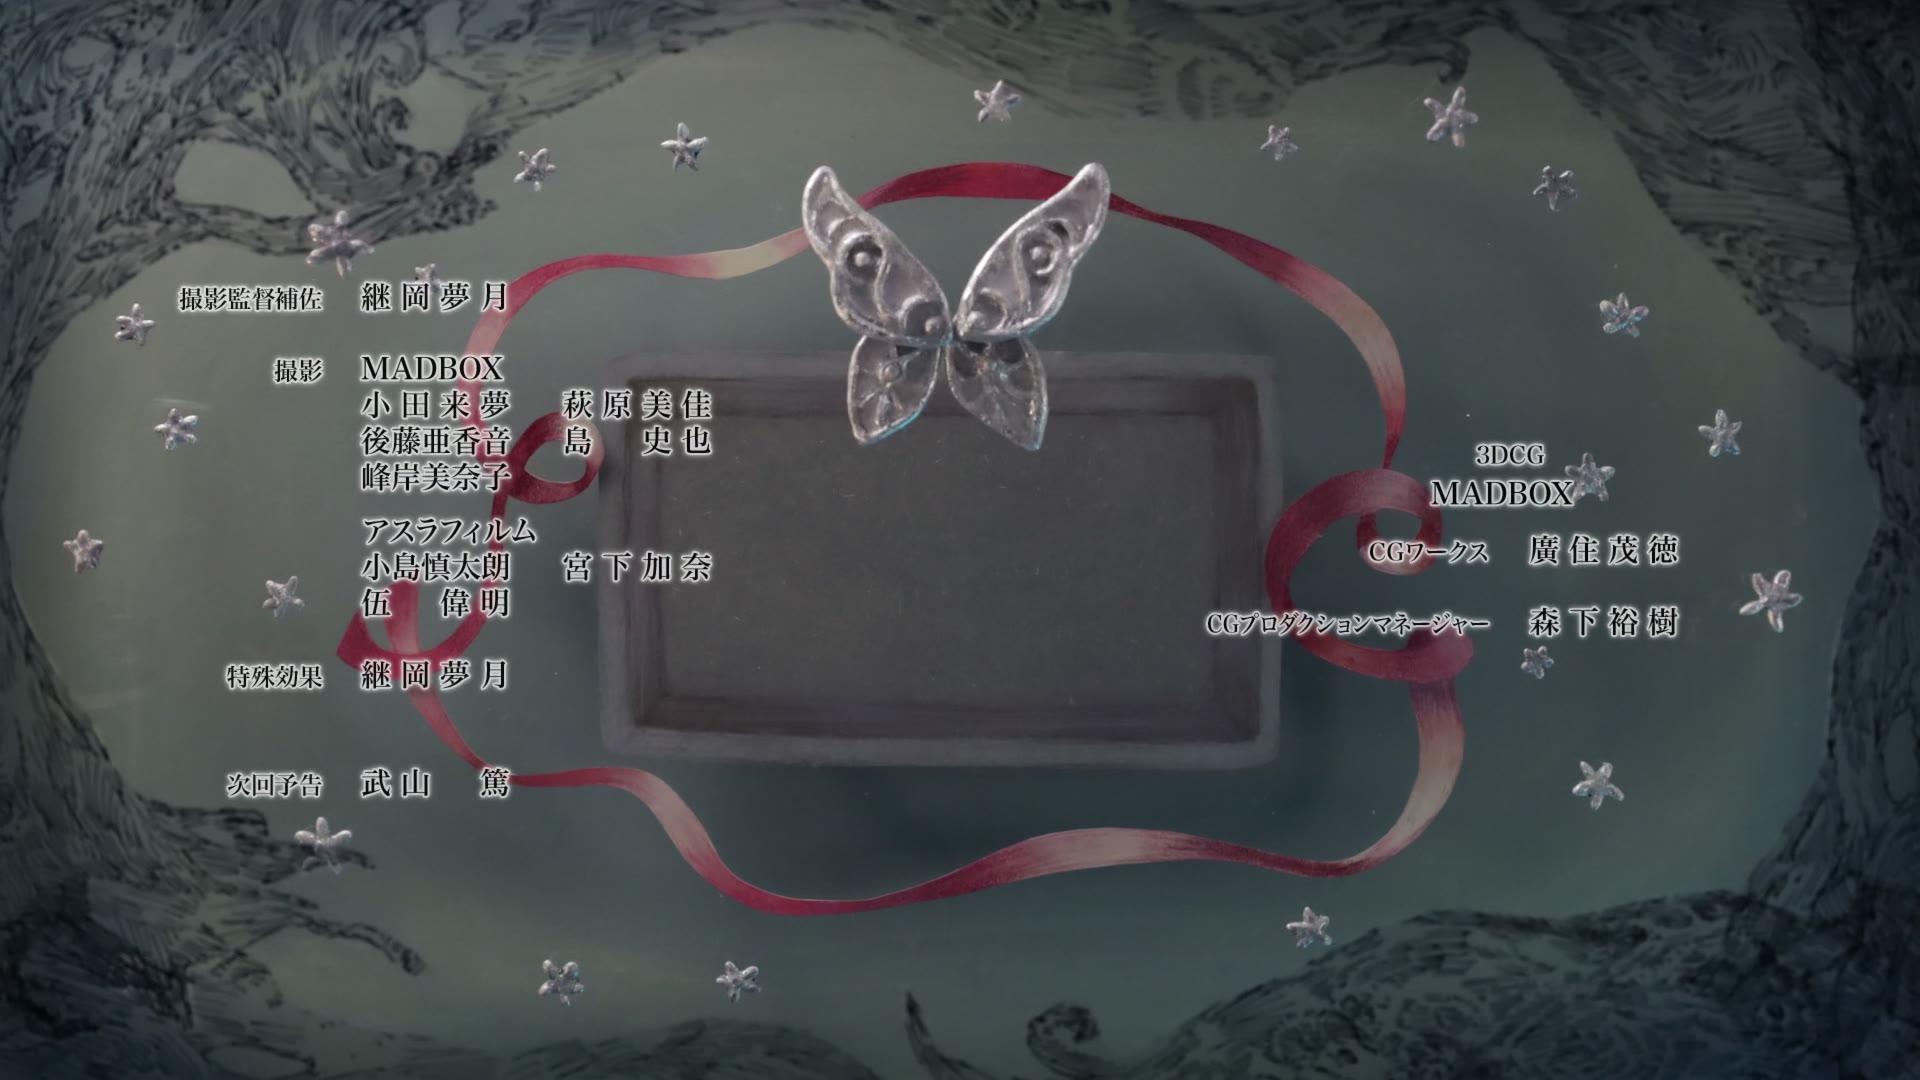 撮影監督補佐 継岡夢月
撮影 MADBOX
小田来夢 萩原美佳
後藤亜香音 島 史也
峰岸美奈子
アスラフィルム
小島慎太朗 宮下加奈
伍 偉明
特殊効果 継岡夢月
次回予告 武山 篤
3DCG
MADBOX
CGワークス 廣住茂徳
CGプロダクションマネージャー 森下裕樹